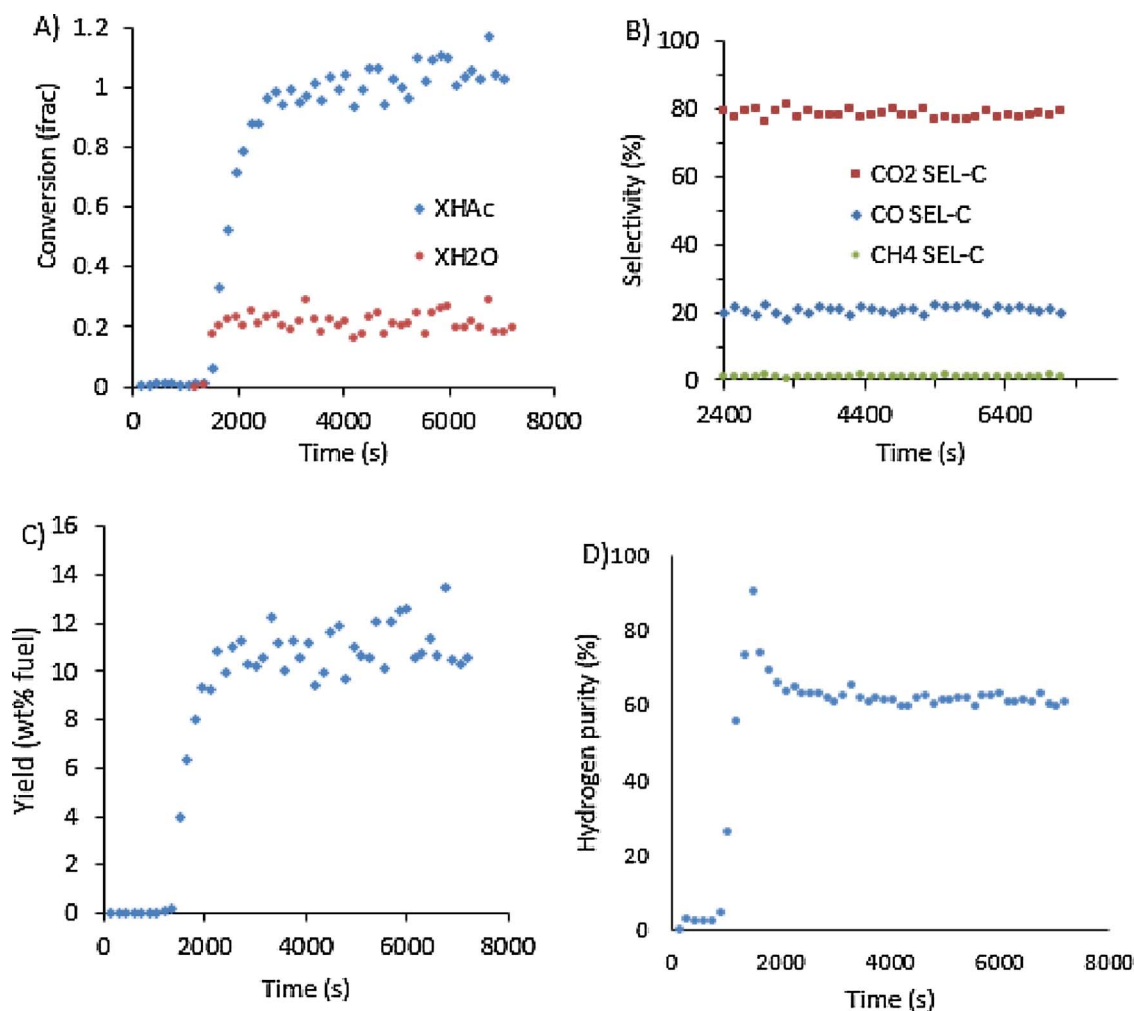 A)
Conversion (frac)
1.2
1
0.8
0.6
0.4
0.2
0
XHAc
XH2O
0 2000 4000 6000 8000
Time (s)
B)
Selectivity (%)
100
80
60
40
20
0
CO2 SEL-C
CO SEL-C
CH4 SEL-C
2400 4400 6400
Time (s)
C)
Yield (wt% fuel)
16
14
12
10
8
6
4
2
0
0 2000 4000 6000 8000
Time (s)
D)
Hydrogen purity (%)
100
80
60
40
20
0
0 2000 4000 6000 8000
Time (s)